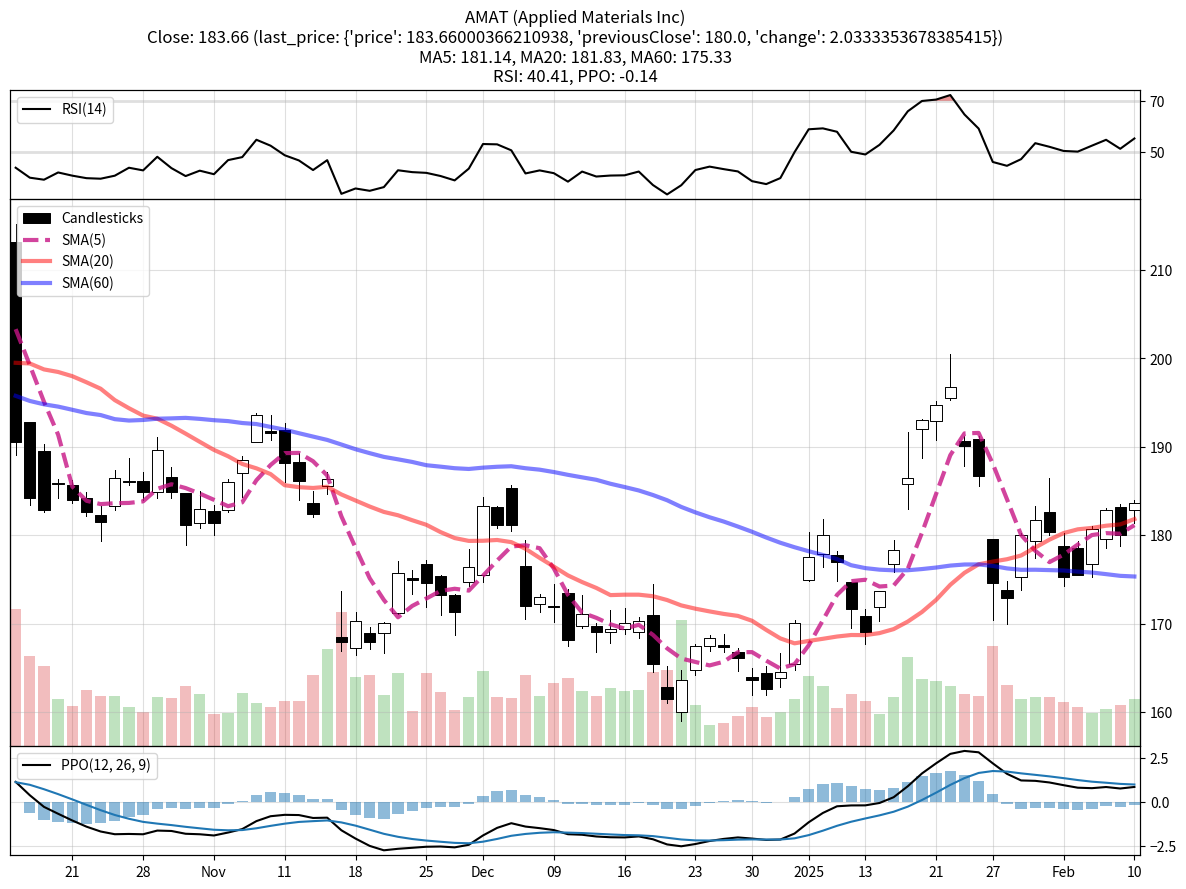 AMAT (Applied Materials Inc)
Close: 183.66 (last_price: {'price': 183.66000366210938, 'previousClose': 180.0, 'change': 2.0333353678385415})
MA5: 181.14, MA20: 181.83, MA60: 175.33
RSI: 40.41, PPO: -0.14
RSI(14)
70
50
Candlesticks
SMA(5)
SMA(20)
SMA(60)
210
200
190
180
170
160
PPO(12, 26, 9)
2.5
0.0
−2.5
21 28 Nov 11 18 25 Dec 09 16 23 30 2025 13 21 27 Feb 10